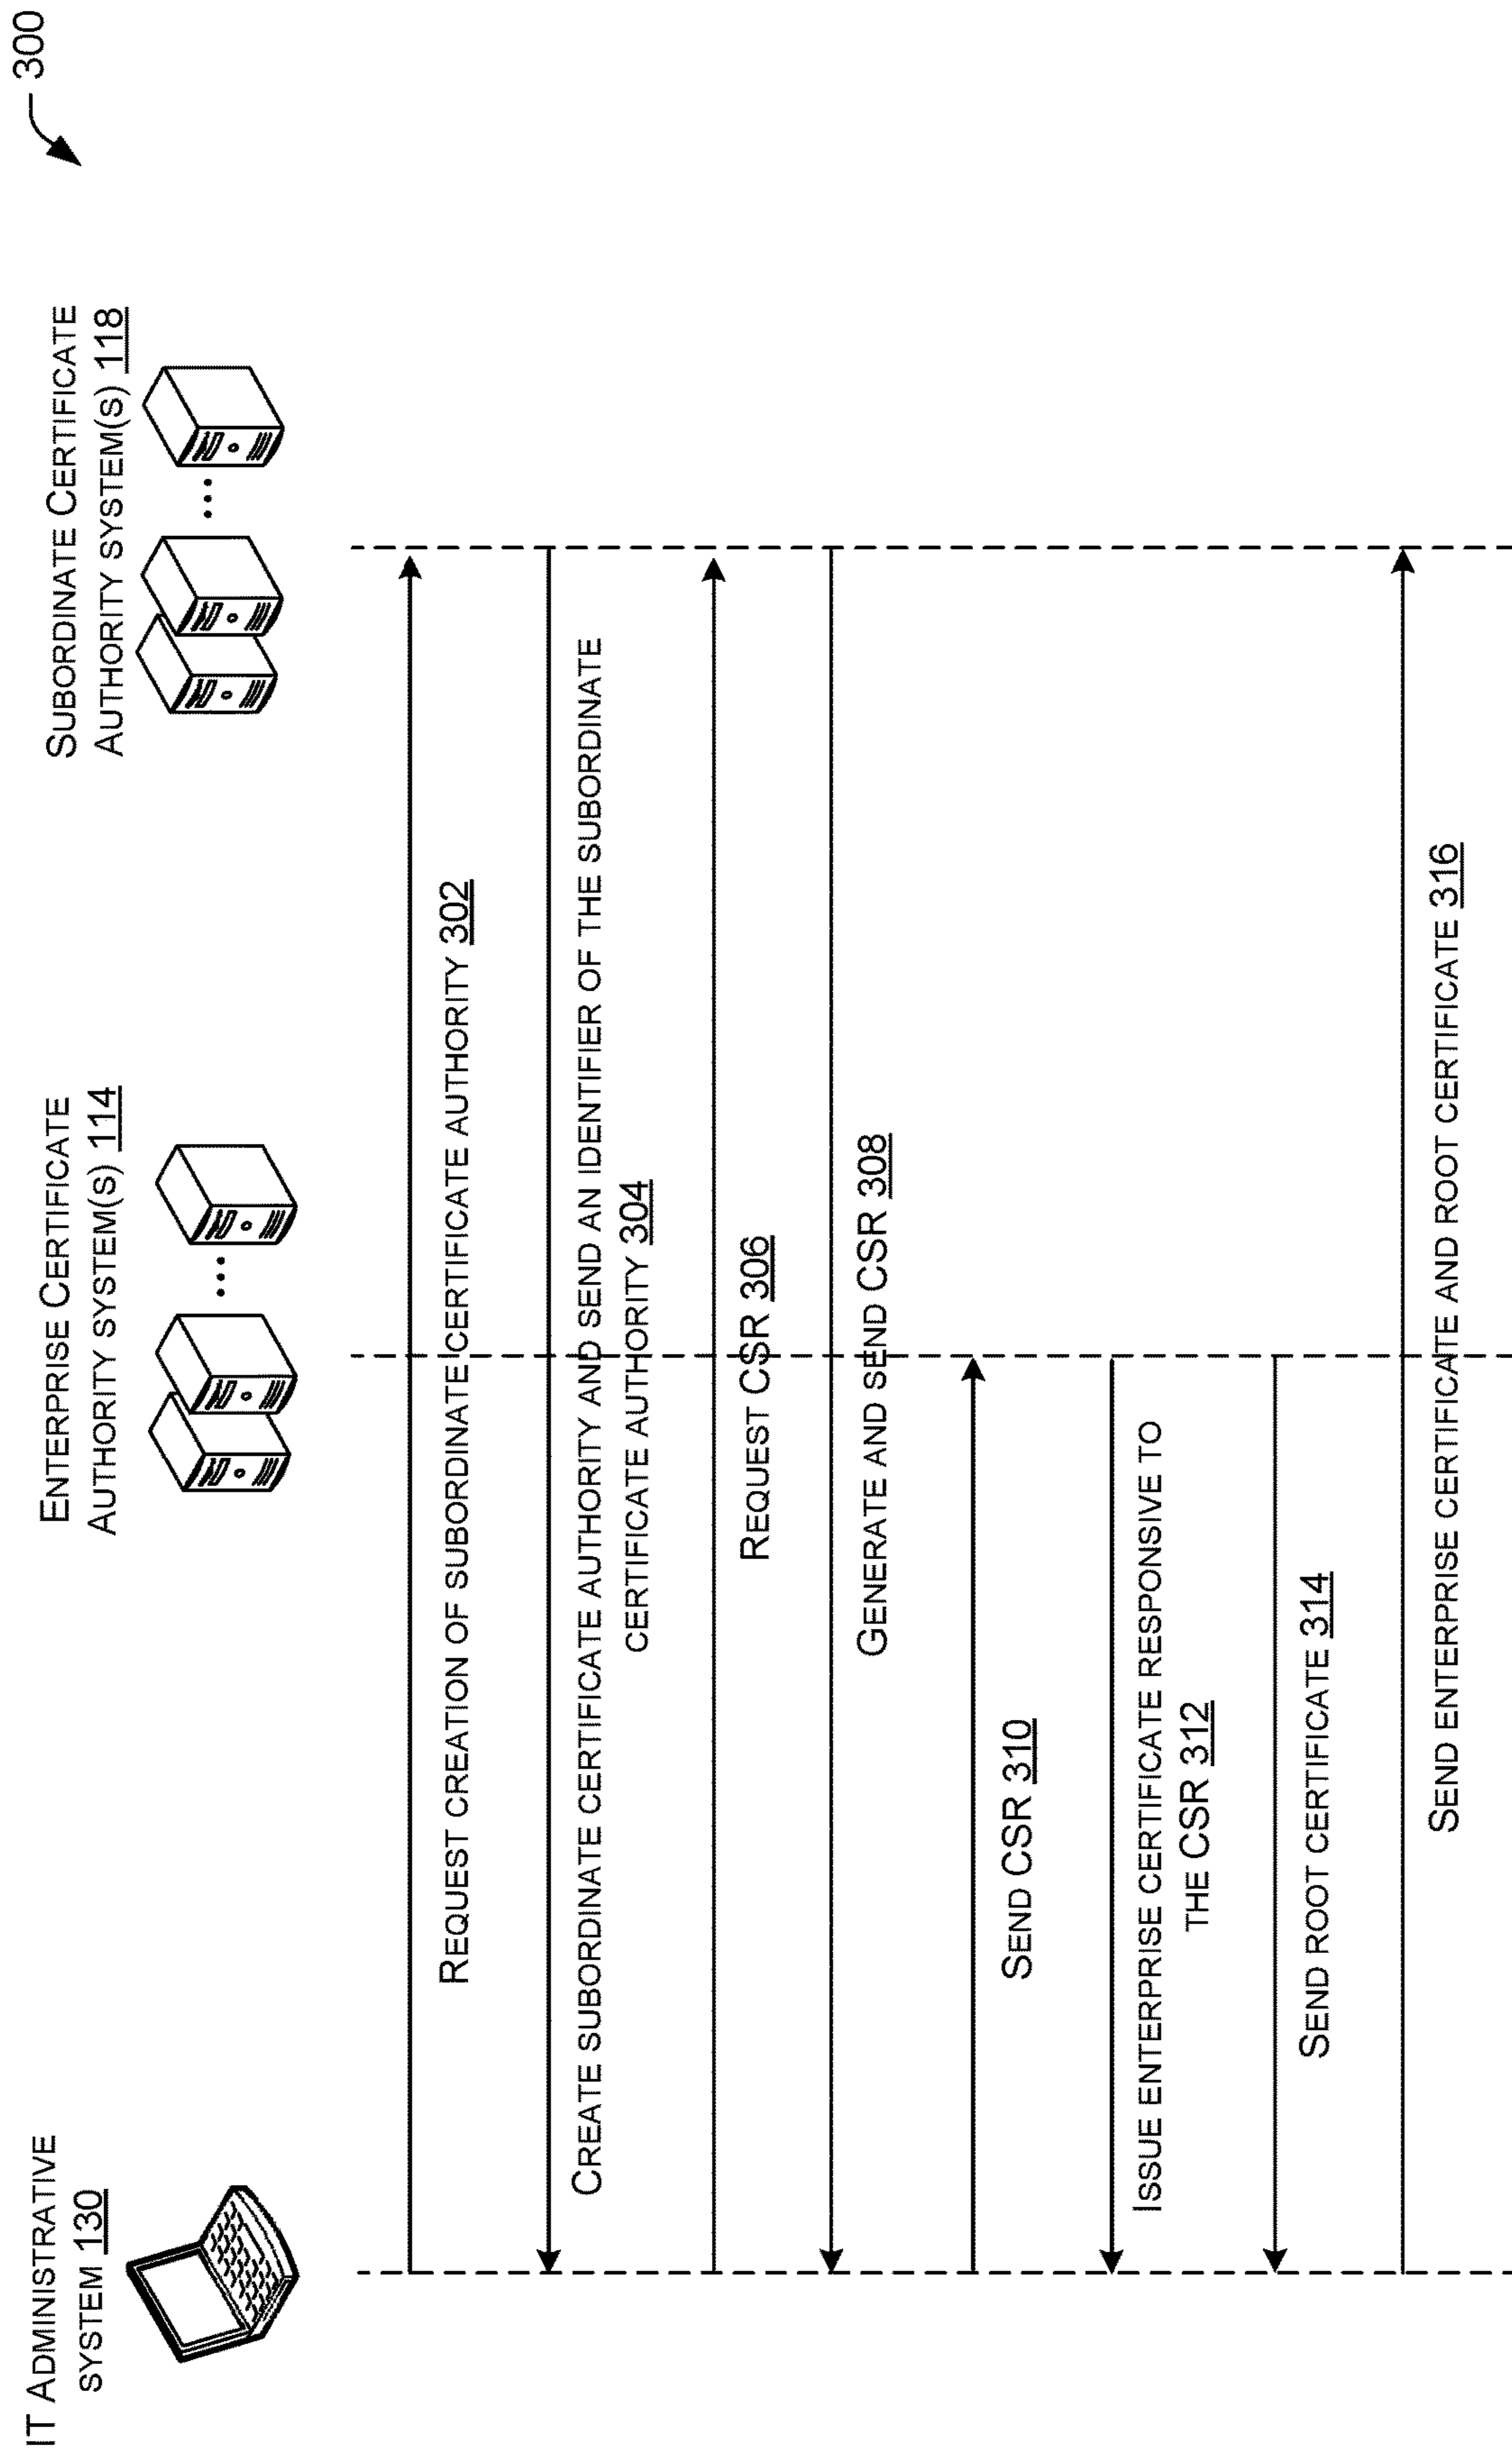 300
IT ADMINISTRATIVE
SYSTEM 130
ENTERPRISE CERTIFICATE
AUTHORITY SYSTEM(S) 114
SUBORDINATE CERTIFICATE
AUTHORITY SYSTEM(S) 118
REQUEST CREATION OF SUBORDINATE CERTIFICATE AUTHORITY 302
CREATE SUBORDINATE CERTIFICATE AUTHORITY AND SEND AN IDENTIFIER OF THE SUBORDINATE
CERTIFICATE AUTHORITY 304
REQUEST CSR 306
GENERATE AND SEND CSR 308
SEND CSR 310
ISSUE ENTERPRISE CERTIFICATE RESPONSIVE TO
THE CSR 312
SEND ROOT CERTIFICATE 314
SEND ENTERPRISE CERTIFICATE AND ROOT CERTIFICATE 316